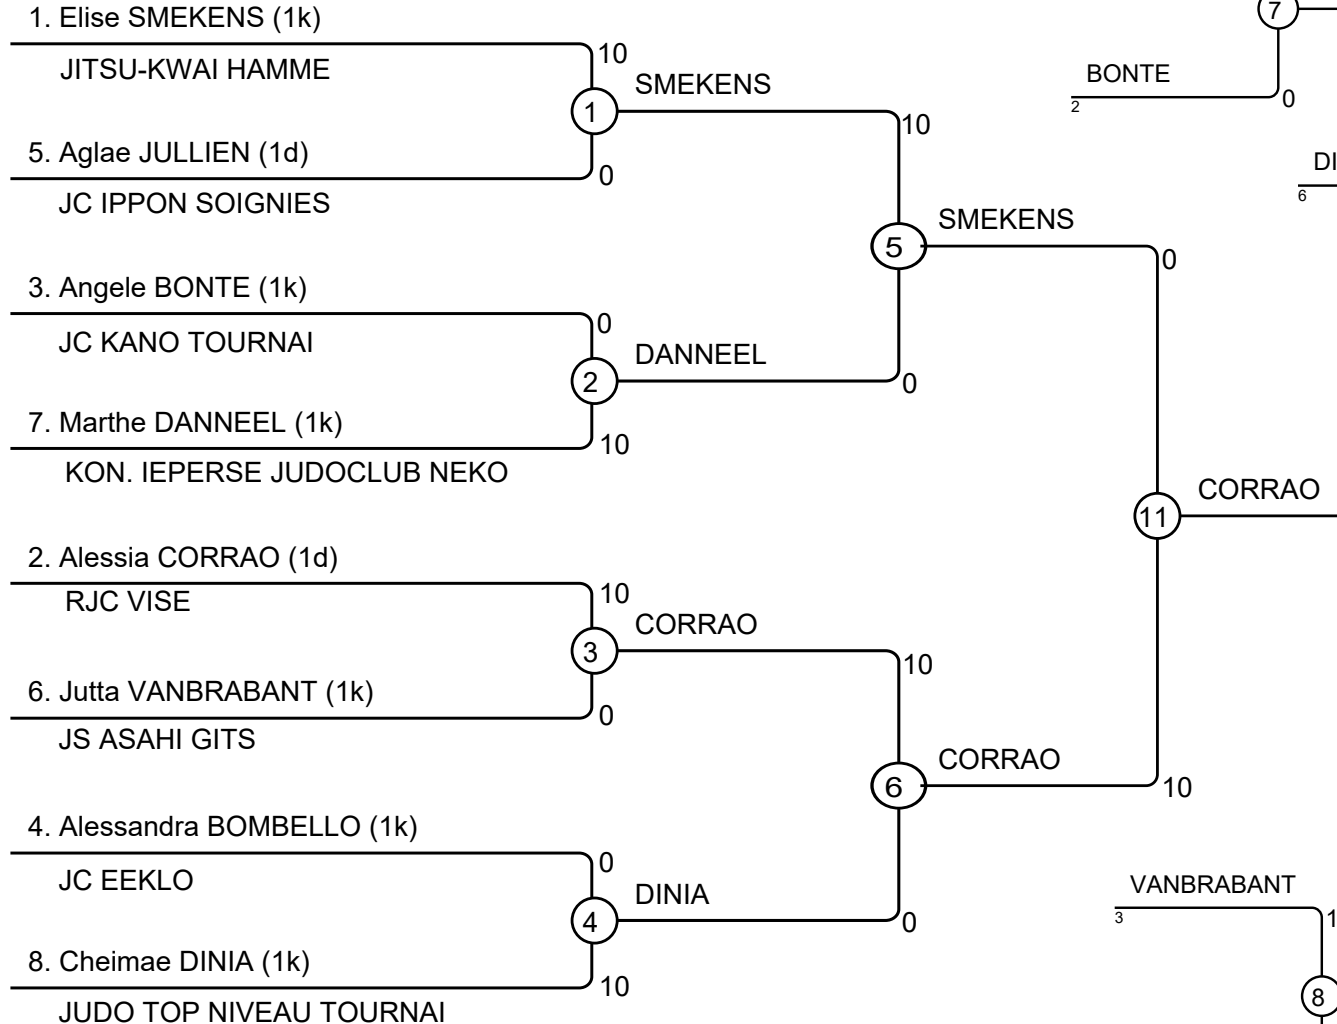 1. Elise SMEKENS (1k)
JITSU-KWAI HAMME
10
1
SMEKENS
5. Aglae JULLIEN (1d)
0
JC IPPON SOIGNIES
10
5
SMEKENS
3. Angele BONTE (1k)
0
JC KANO TOURNAI
2
DANNEEL
0
7. Marthe DANNEEL (1k)
10
KON. IEPERSE JUDOCLUB NEKO
0
11
CORRAO
2. Alessia CORRAO (1d)
RJC VISE
10
3
CORRAO
6. Jutta VANBRABANT (1k)
0
JS ASAHI GITS
10
6
CORRAO
10
4. Alessandra BOMBELLO (1k)
0
JC EEKLO
4
DINIA
0
8. Cheimae DINIA (1k)
10
JUDO TOP NIVEAU TOURNAI
7
BONTE
2
0
6
VANBRABANT
3
8